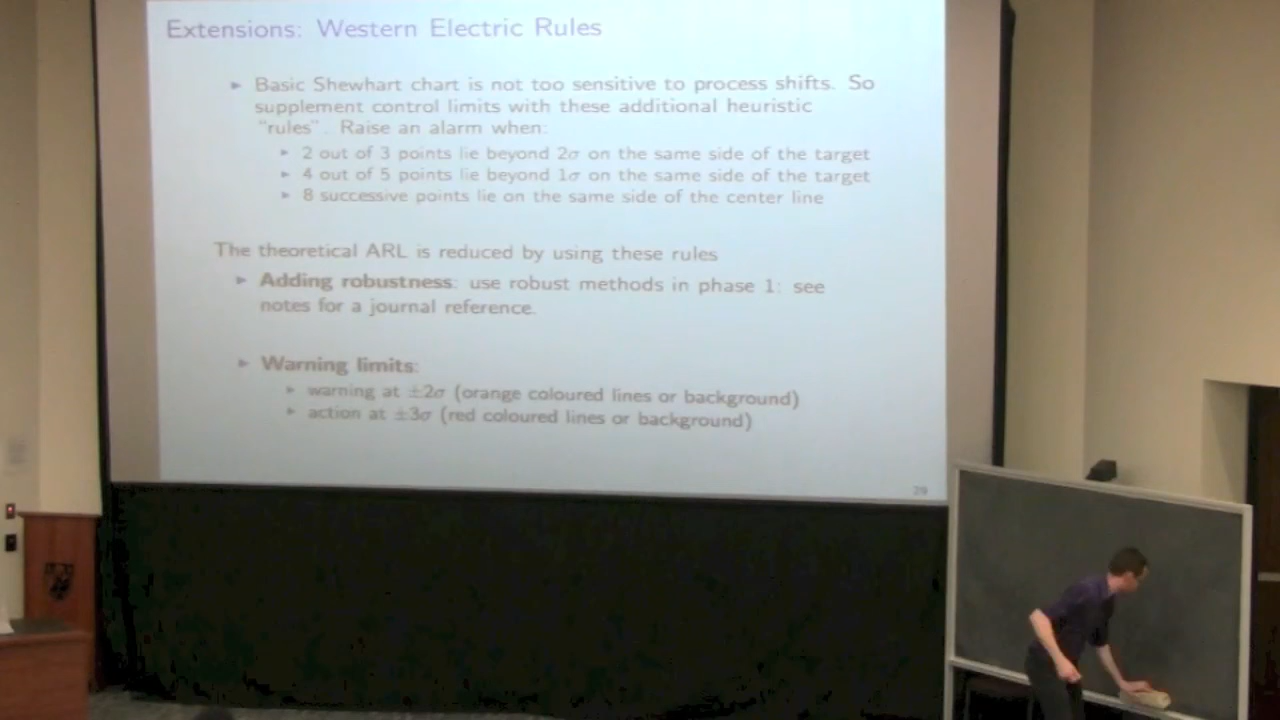 Extensions: Western Electric Rules
Basic Shewhart chart is not too sensitive to process shifts. So
supplement control limits with these additional heuristic
"rules". Raise an alarm when:
2 out of 3 points lie beyond 2σ on the same side of the target
4 out of 5 points lie beyond 1σ on the same side of the target
8 successive points lie on the same side of the center line
The theoretical ARL is reduced by using these rules
Adding robustness: use robust methods in phase 1: see
notes for a journal reference.
Warning limits:
warning at ±2σ (orange coloured lines or background)
action at ±3σ (red coloured lines or background)
29